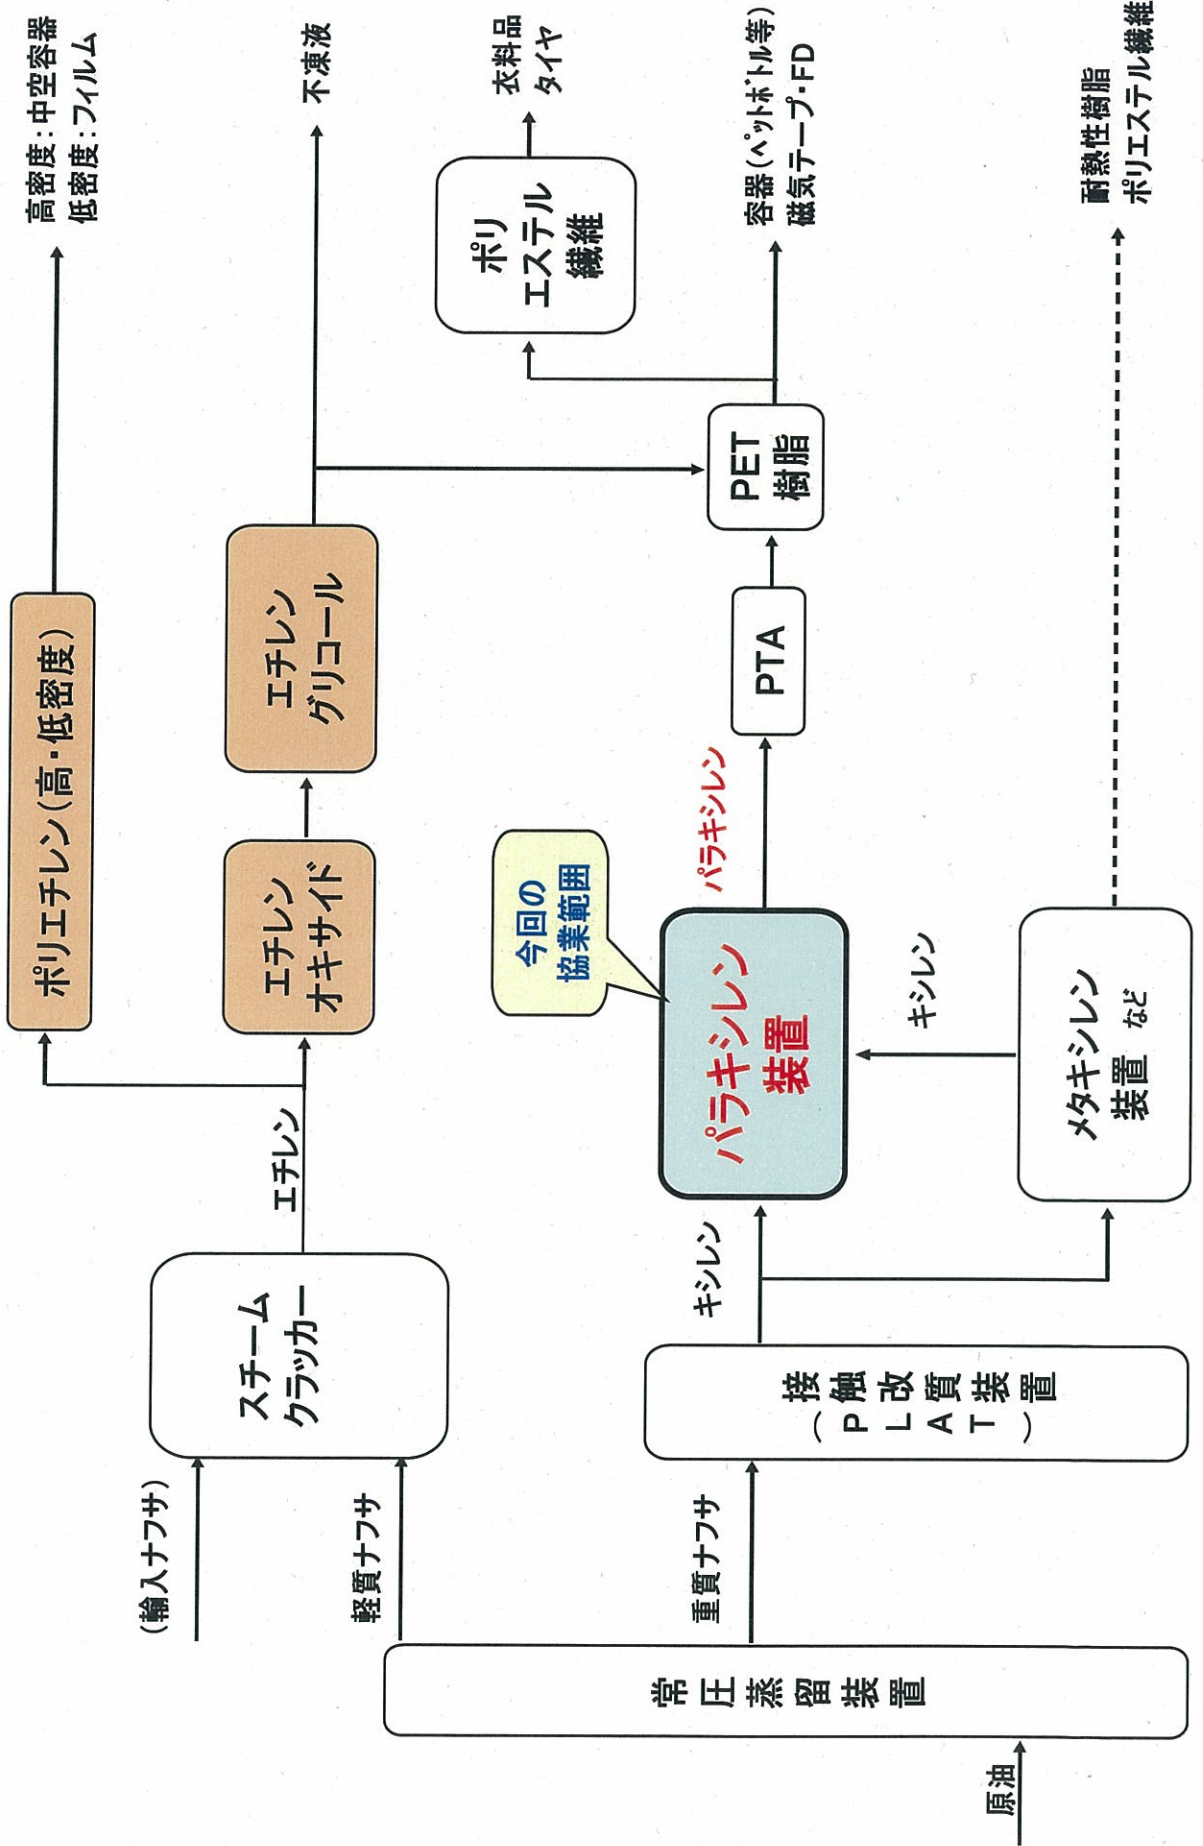 原油
常圧蒸留装置
(輸入ナフサ)
軽質ナフサ
重質ナフサ
スチーム
クラッカー
接触改質装置
(PLAT)
エチレン
キシレン
ポリエチレン(高・低密度)
エチレン
オキサイド
エチレン
グリコール
今回の
協業範囲
パラキシレン
装置
キシレン
メタキシレン
装置 など
パラキシレン
PTA
PET
樹脂
ポリ
エステル
繊維
高密度:中空容器
低密度:フィルム
不凍液
衣料品
タイヤ
容器(ペットボトル等)
磁気テープ・FD
耐熱性樹脂
ポリエステル繊維